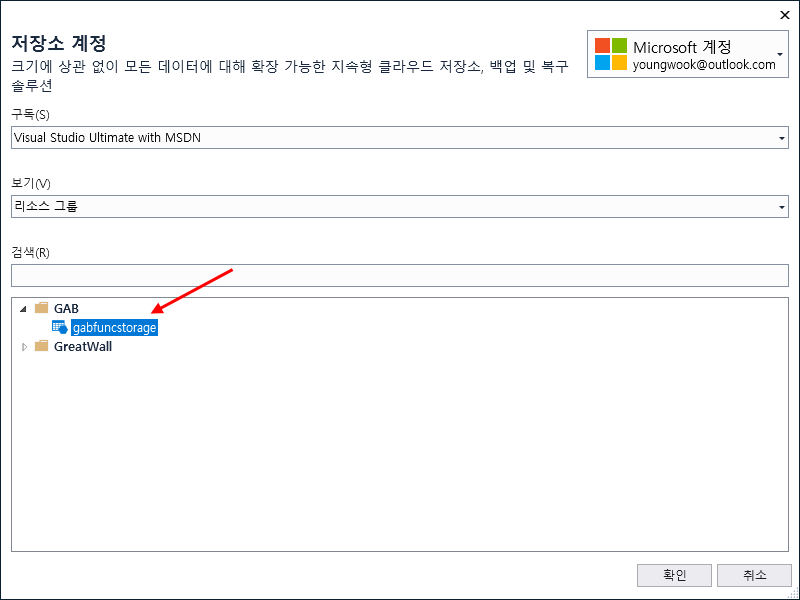 저장소 계정
크기에 상관 없이 모든 데이터에 대해 확장 가능한 지속형 클라우드 저장소, 백업 및 복구
솔루션
Microsoft 계정
youngwook@outlook.com
구독(S)
Visual Studio Ultimate with MSDN
보기(V)
리소스 그룹
검색(R)
GAB
gabfuncstorage
GreatWall
확인
취소